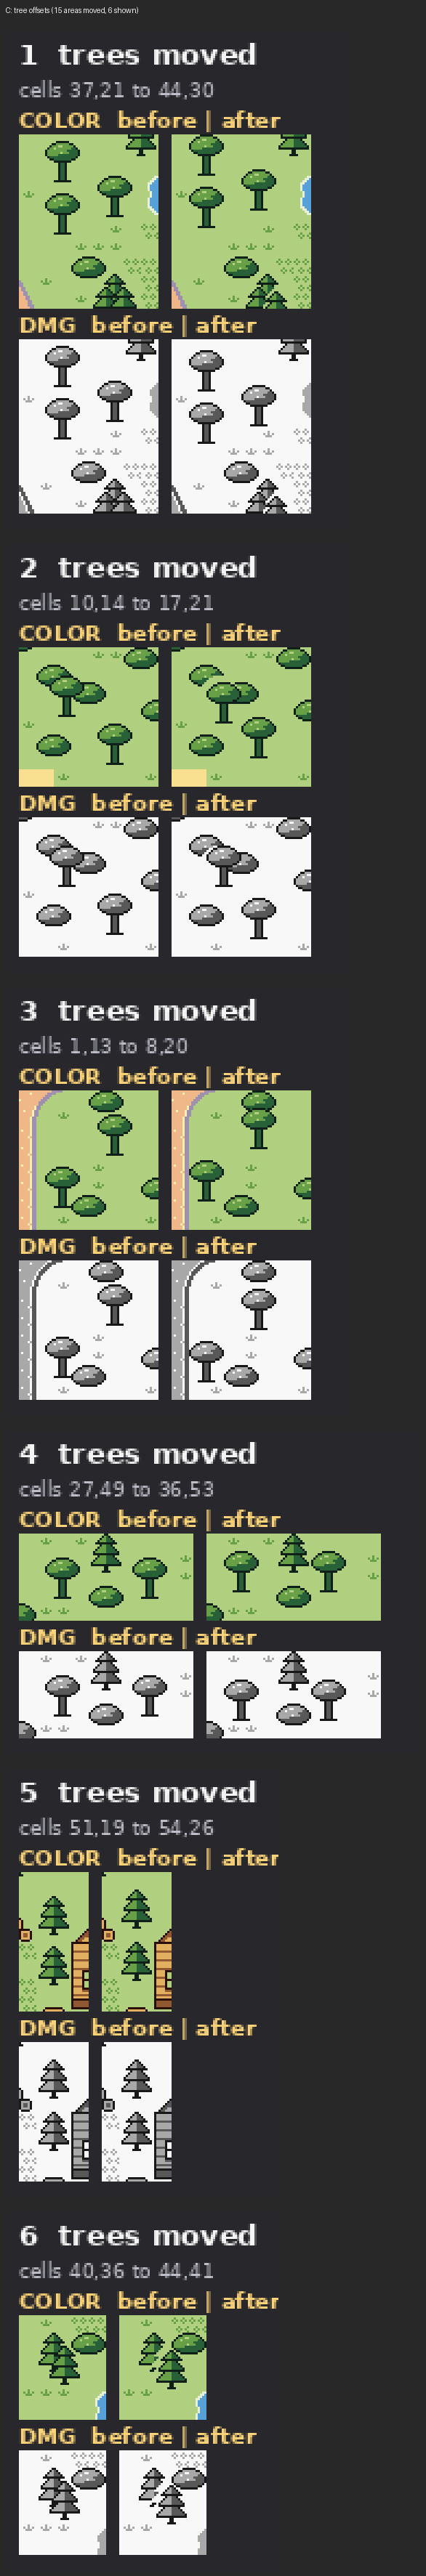 C: tree offsets (15 areas moved, 6 shown)
1 trees moved
cells 37,21 to 44,30
COLOR before | after
DMG before | after
2 trees moved
cells 10,14 to 17,21
COLOR before | after
DMG before | after
3 trees moved
cells 1,13 to 8,20
COLOR before | after
DMG before | after
4 trees moved
cells 27,49 to 36,53
COLOR before | after
DMG before | after
5 trees moved
cells 51,19 to 54,26
COLOR before | after
DMG before | after
6 trees moved
cells 40,36 to 44,41
COLOR before | after
DMG before | after